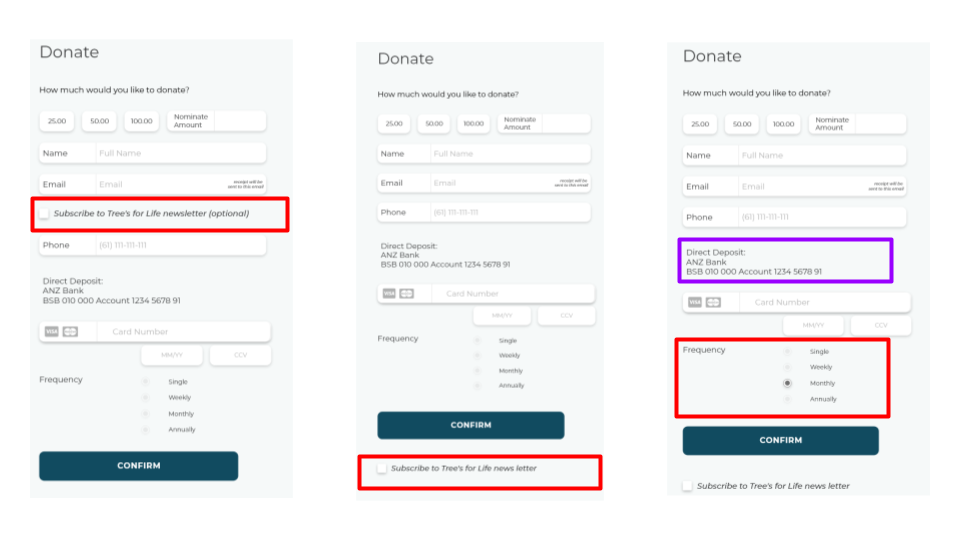 Donate
How much would you like to donate?
25.00 50.00 100.00 Nominate Amount
Name Full Name
Email Email receipt will be sent to this email
Subscribe to Tree's for Life newsletter (optional)
Phone (61) 111-111-111
Direct Deposit:
ANZ Bank
BSB 010 000 Account 1234 5678 91
VISA Card Number
MM/YY CCV
Frequency Single
Weekly
Monthly
Annually
CONFIRM
Donate
How much would you like to donate?
25.00 50.00 100.00 Nominate Amount
Name Full Name
Email Email receipt will be sent to this email
Phone (61) 111-111-111
Direct Deposit:
ANZ Bank
BSB 010 000 Account 1234 5678 91
VISA Card Number
MM/YY CCV
Frequency Single
Weekly
Monthly
Annually
CONFIRM
Subscribe to Tree's for Life news letter
Donate
How much would you like to donate?
25.00 50.00 100.00 Nominate Amount
Name Full Name
Email Email receipt will be sent to this email
Phone (61) 111-111-111
Direct Deposit:
ANZ Bank
BSB 010 000 Account 1234 5678 91
VISA Card Number
MM/YY CCV
Frequency Single
Weekly
Monthly
Annually
CONFIRM
Subscribe to Tree's for Life news letter